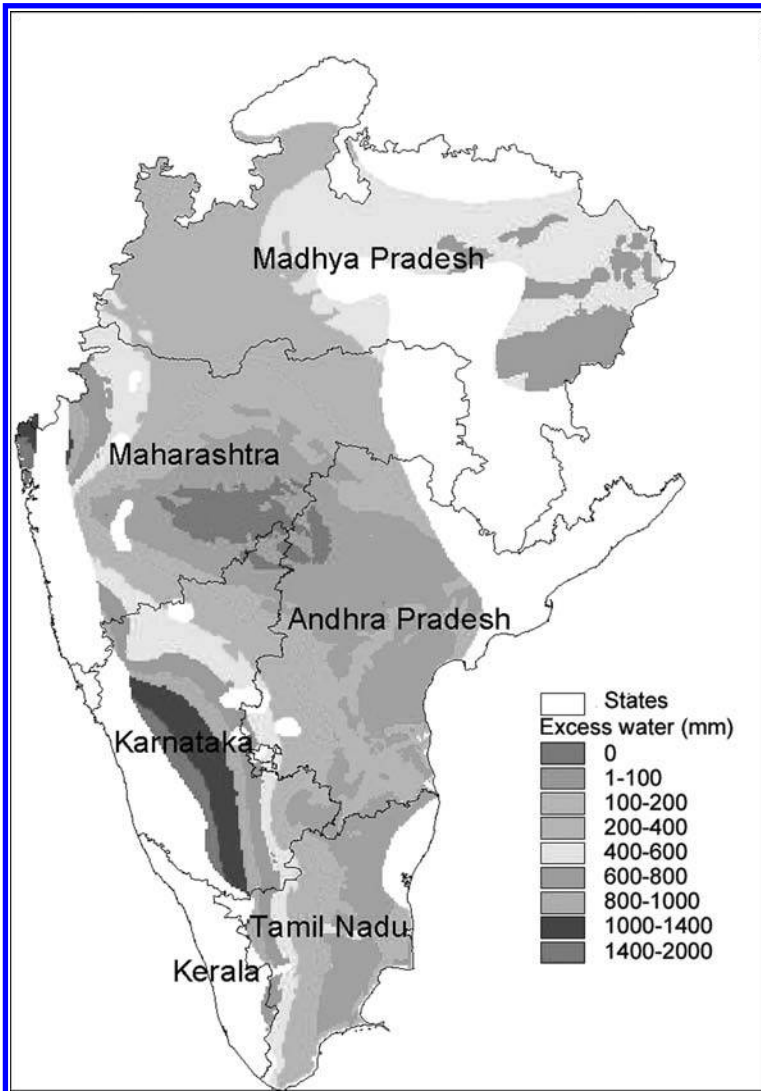 Madhya Pradesh
Maharashtra
Andhra Pradesh
Karnataka
Tamil Nadu
Kerala
States
Excess water (mm)
0
1-100
100-200
200-400
400-600
600-800
800-1000
1000-1400
1400-2000